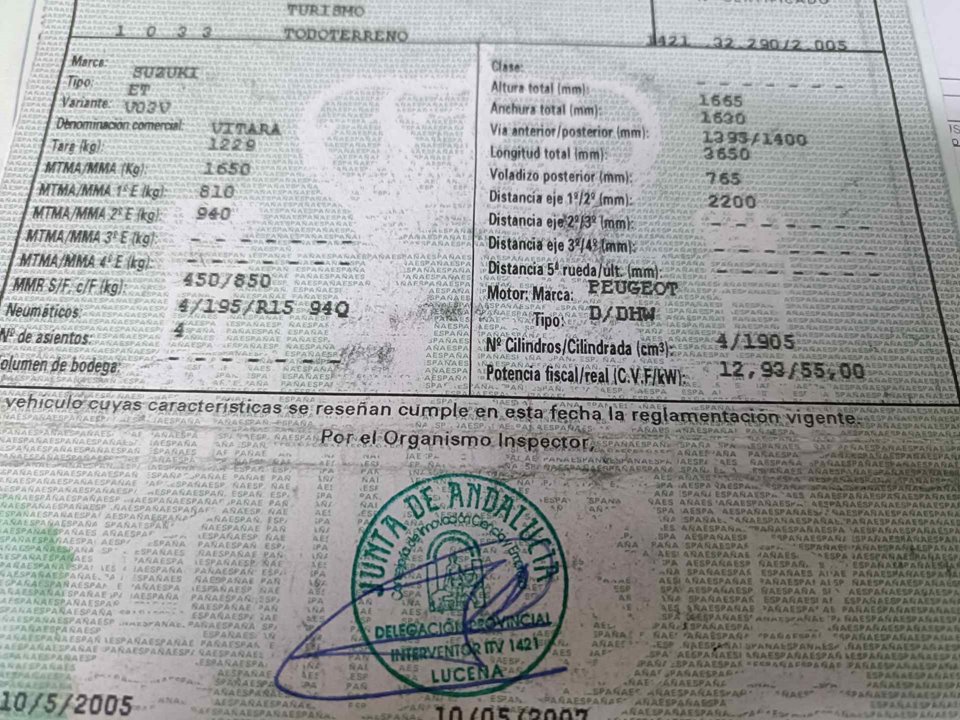 TURISMO
1 0 3 3 TODOTERRENO
1421 32.290/2.005
Marca: SUZUKI
Tipo: ET
Variante: V02V
Denominación comercial: VITARA
Tara (kg): 1229
MTMA/MMA (Kg): 1650
MTMA/MMA 1º E (kg): 810
MTMA/MMA 2º E (kg): 940
MTMA/MMA 3º E (kg): - - - - - - - -
MTMA/MMA 4º E (kg): - - - - - - - -
MMR S/F. c/F (kg): 450/850
Neumáticos: 4/195/R15 94Q
Nº de asientos: 4
olumen de bodega: - - - - - - - -
Clase: - - - - - - - -
Altura total (mm): 1665
Anchura total (mm): 1630
Vía anterior/posterior (mm): 1393/1400
Longitud total (mm): 3650
Voladizo posterior (mm): 765
Distancia eje 1º/2º (mm): 2200
Distancia eje 2º/3º (mm): - - - - - - - -
Distancia eje 3º/4º (mm): - - - - - - - -
Distancia 5ª rueda/ult. (mm): - - - - - - - -
Motor: Marca: PEUGEOT
Tipo: D/DHW
Nº Cilindros/Cilindrada (cm³): 4/1905
Potencia fiscal/real (C.V.F/kW): 12,93/55,00
vehículo cuyas características se reseñan cumple en esta fecha la reglamentación vigente.
Por el Organismo Inspector,
JUNTA DE ANDALUCIA
DELEGACIÓN PROVINCIAL
INTERVENTOR ITV 1421
LUCENA
10/5/2005
10/05/2007